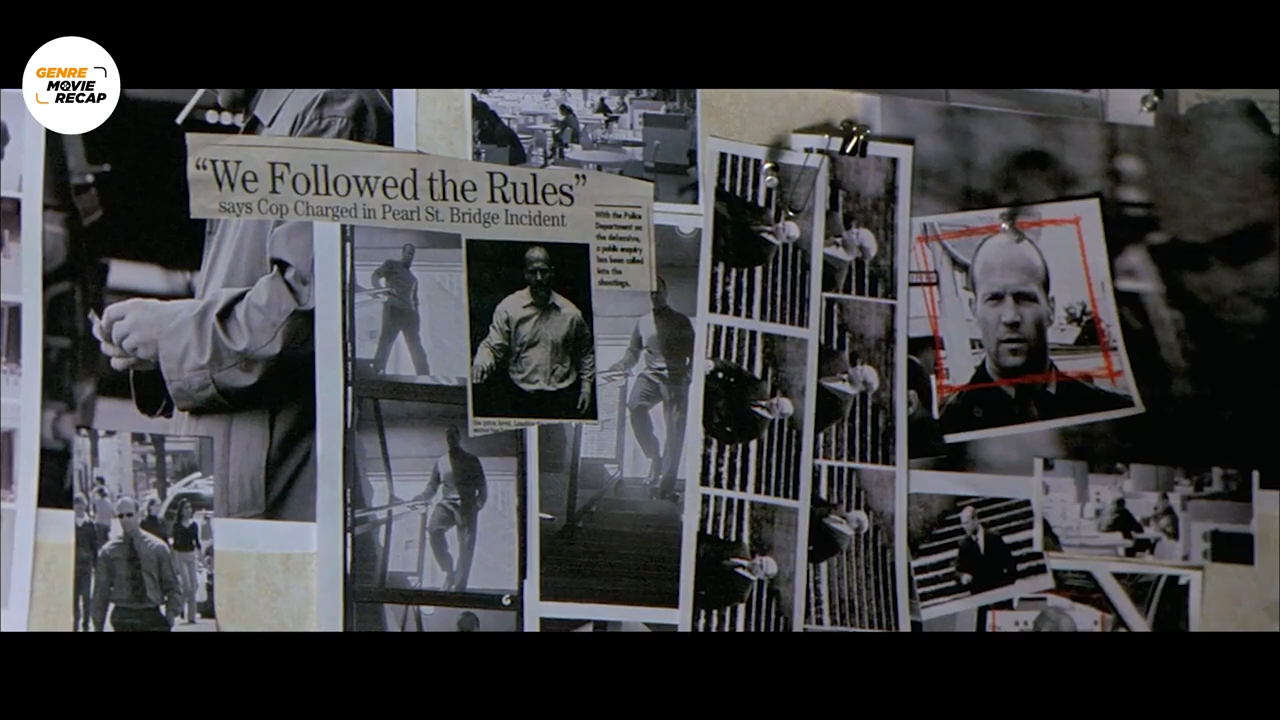 GENRE
MOVIE
RECAP
“We Followed the Rules”
says Cop Charged in Pearl St. Bridge Incident
With the Police
Department on
the defensive,
a public enquiry
has been called
into the
shootings.